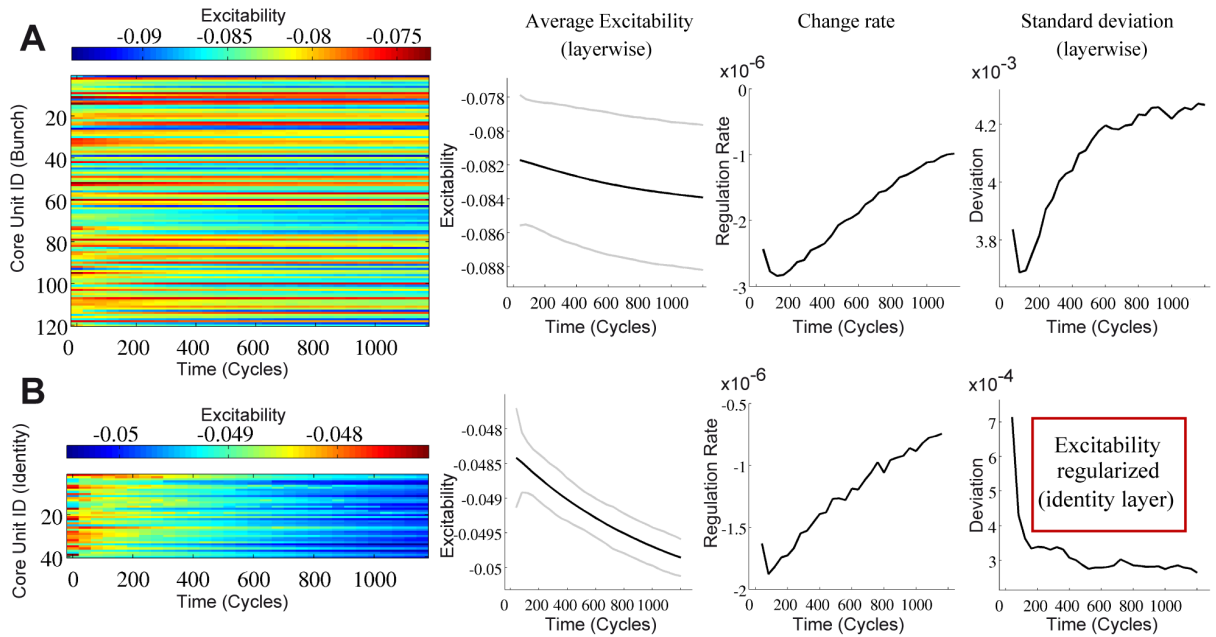 A
Excitability
-0.09 -0.085 -0.08 -0.075
Core Unit ID (Bunch)
20
40
60
80
100
120
0 200 400 600 800 1000
Time (Cycles)
Average Excitability
(layerwise)
Excitability
-0.078
-0.08
-0.082
-0.084
-0.086
-0.088
0 200 400 600 800 1000
Time (Cycles)
Change rate
x10⁻⁶
Regulation Rate
0
-1
-2
-3
0 200 400 600 800 1000
Time (Cycles)
Standard deviation
(layerwise)
x10⁻³
Deviation
4.2
4
3.8
0 200 400 600 800 1000
Time (Cycles)
B
Excitability
-0.05 -0.049 -0.048
Core Unit ID (Identity)
20
40
0 200 400 600 800 1000
Time (Cycles)
Excitability
-0.048
-0.0485
-0.049
-0.0495
-0.05
0 200 400 600 800 1000
Time (Cycles)
x10⁻⁶
Regulation Rate
-0.5
-1
-1.5
-2
0 200 400 600 800 1000
Time (Cycles)
x10⁻⁴
Deviation
7
6
5
4
3
0 200 400 600 800 1000
Time (Cycles)
Excitability
regularized
(identity layer)